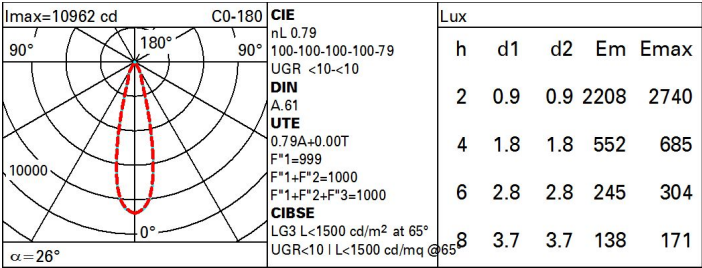 Imax=10962 cd C0-180
90° 180° 90°
10000
0°
α=26°
CIE
nL 0.79
100-100-100-100-79
UGR <10-<10
DIN
A.61
UTE
0.79A+0.00T
F"1=999
F"1+F"2=1000
F"1+F"2+F"3=1000
CIBSE
LG3 L<1500 cd/m² at 65°
UGR<10 | L<1500 cd/mq @65°
Lux
h d1 d2 Em Emax
2 0.9 0.9 2208 2740
4 1.8 1.8 552 685
6 2.8 2.8 245 304
8 3.7 3.7 138 171